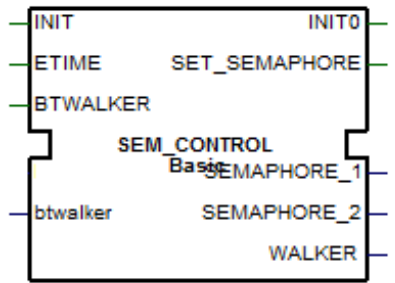 INIT INIT0
ETIME SET_SEMAPHORE
BTWALKER
SEM_CONTROL
Basic
SEMAPHORE_1
btwalker SEMAPHORE_2
WALKER